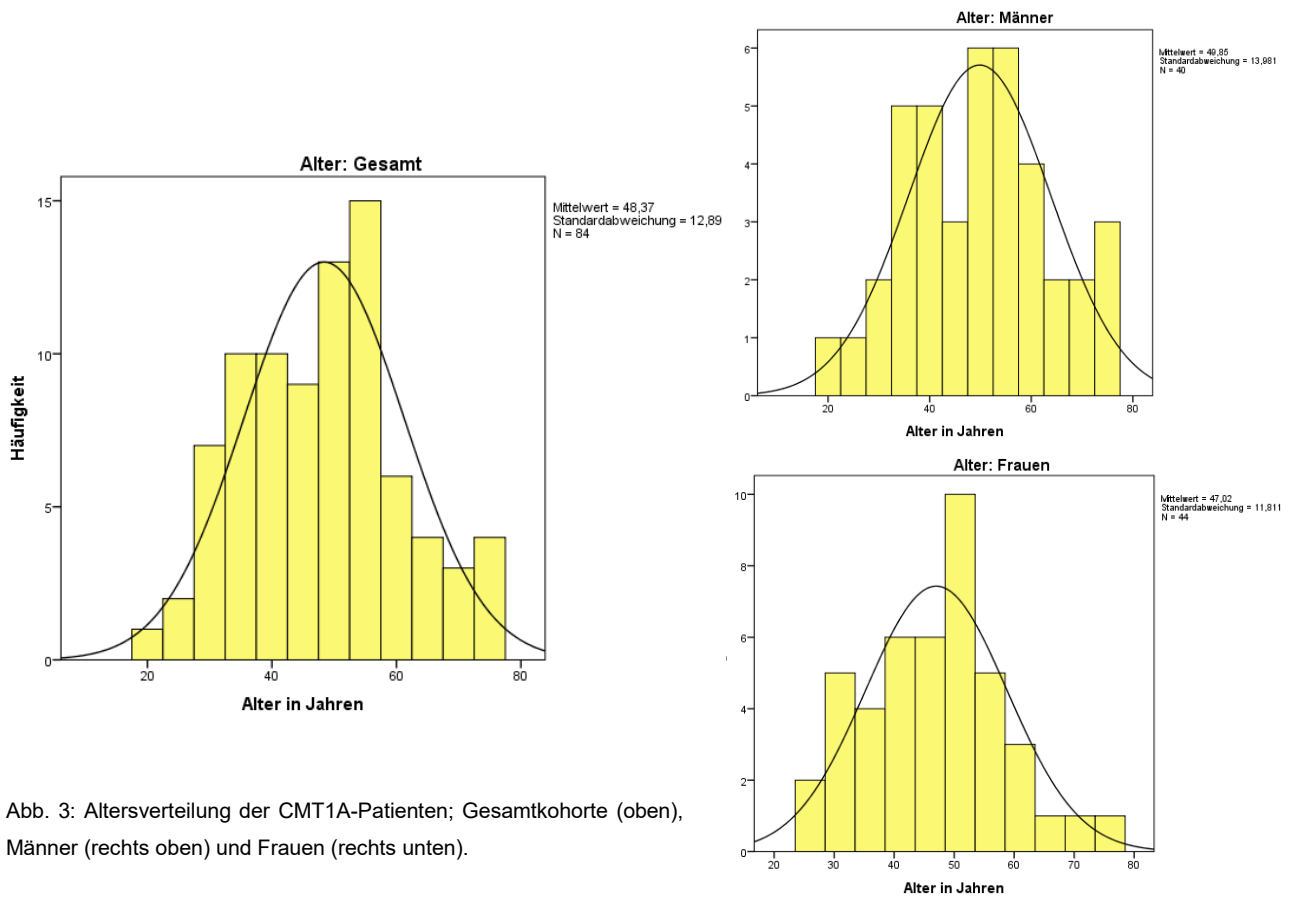 Alter: Gesamt
Mittelwert = 48,37
Standardabweichung = 12,89
N = 84
15
10
5
0
Häufigkeit
20 40 60 80
Alter in Jahren
Abb. 3: Altersverteilung der CMT1A-Patienten; Gesamtkohorte (oben),
Männer (rechts oben) und Frauen (rechts unten).
Alter: Männer
Mittelwert = 49,85
Standardabweichung = 13,981
N = 40
6
5
4
3
2
1
0
20 40 60 80
Alter in Jahren
Alter: Frauen
Mittelwert = 47,02
Standardabweichung = 11,811
N = 44
10
8
6
4
2
0
20 30 40 50 60 70 80
Alter in Jahren